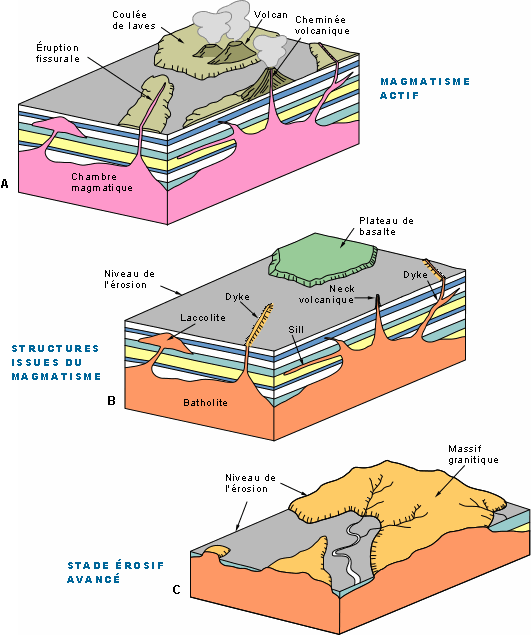 Coulée
de laves
Volcan
Cheminée
volcanique
Éruption
fissurale
MAGMATISME
ACTIF
Chambre
magmatique
A
Plateau de
basalte
Niveau de
l'érosion
Dyke
Neck
volcanique
Dyke
Laccolite
Sill
STRUCTURES
ISSUES DU
MAGMATISME
Batholite
B
Massif
granitique
Niveau de
l'érosion
STADE ÉROSIF
AVANCÉ
C